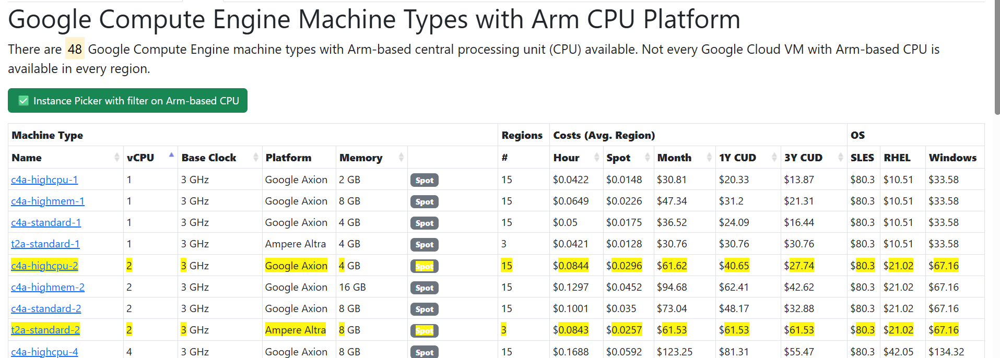 Google Compute Engine Machine Types with Arm CPU Platform
There are 48 Google Compute Engine machine types with Arm-based central processing unit (CPU) available. Not every Google Cloud VM with Arm-based CPU is
available in every region.
Instance Picker with filter on Arm-based CPU
Machine Type Regions Costs (Avg. Region) OS
Name vCPU Base Clock Platform Memory # Hour Spot Month 1Y CUD 3Y CUD SLES RHEL Windows
c4a-highcpu-1 1 3 GHz Google Axion 2 GB Spot 15 $0.0422 $0.0148 $30.81 $20.33 $13.87 $80.3 $10.51 $33.58
c4a-highmem-1 1 3 GHz Google Axion 8 GB Spot 15 $0.0649 $0.0226 $47.34 $31.2 $21.31 $80.3 $10.51 $33.58
c4a-standard-1 1 3 GHz Google Axion 4 GB Spot 15 $0.05 $0.0175 $36.52 $24.09 $16.44 $80.3 $10.51 $33.58
t2a-standard-1 1 3 GHz Ampere Altra 4 GB Spot 3 $0.0421 $0.0128 $30.76 $30.76 $30.76 $80.3 $10.51 $33.58
c4a-highcpu-2 2 3 GHz Google Axion 4 GB Spot 15 $0.0844 $0.0296 $61.62 $40.65 $27.74 $80.3 $21.02 $67.16
c4a-highmem-2 2 3 GHz Google Axion 16 GB Spot 15 $0.1297 $0.0452 $94.68 $62.41 $42.62 $80.3 $21.02 $67.16
c4a-standard-2 2 3 GHz Google Axion 8 GB Spot 15 $0.1001 $0.035 $73.04 $48.17 $32.88 $80.3 $21.02 $67.16
t2a-standard-2 2 3 GHz Ampere Altra 8 GB Spot 3 $0.0843 $0.0257 $61.53 $61.53 $61.53 $80.3 $21.02 $67.16
c4a-highcpu-4 4 3 GHz Google Axion 8 GB Spot 15 $0.1688 $0.0592 $123.25 $81.31 $55.47 $80.3 $42.05 $134.32